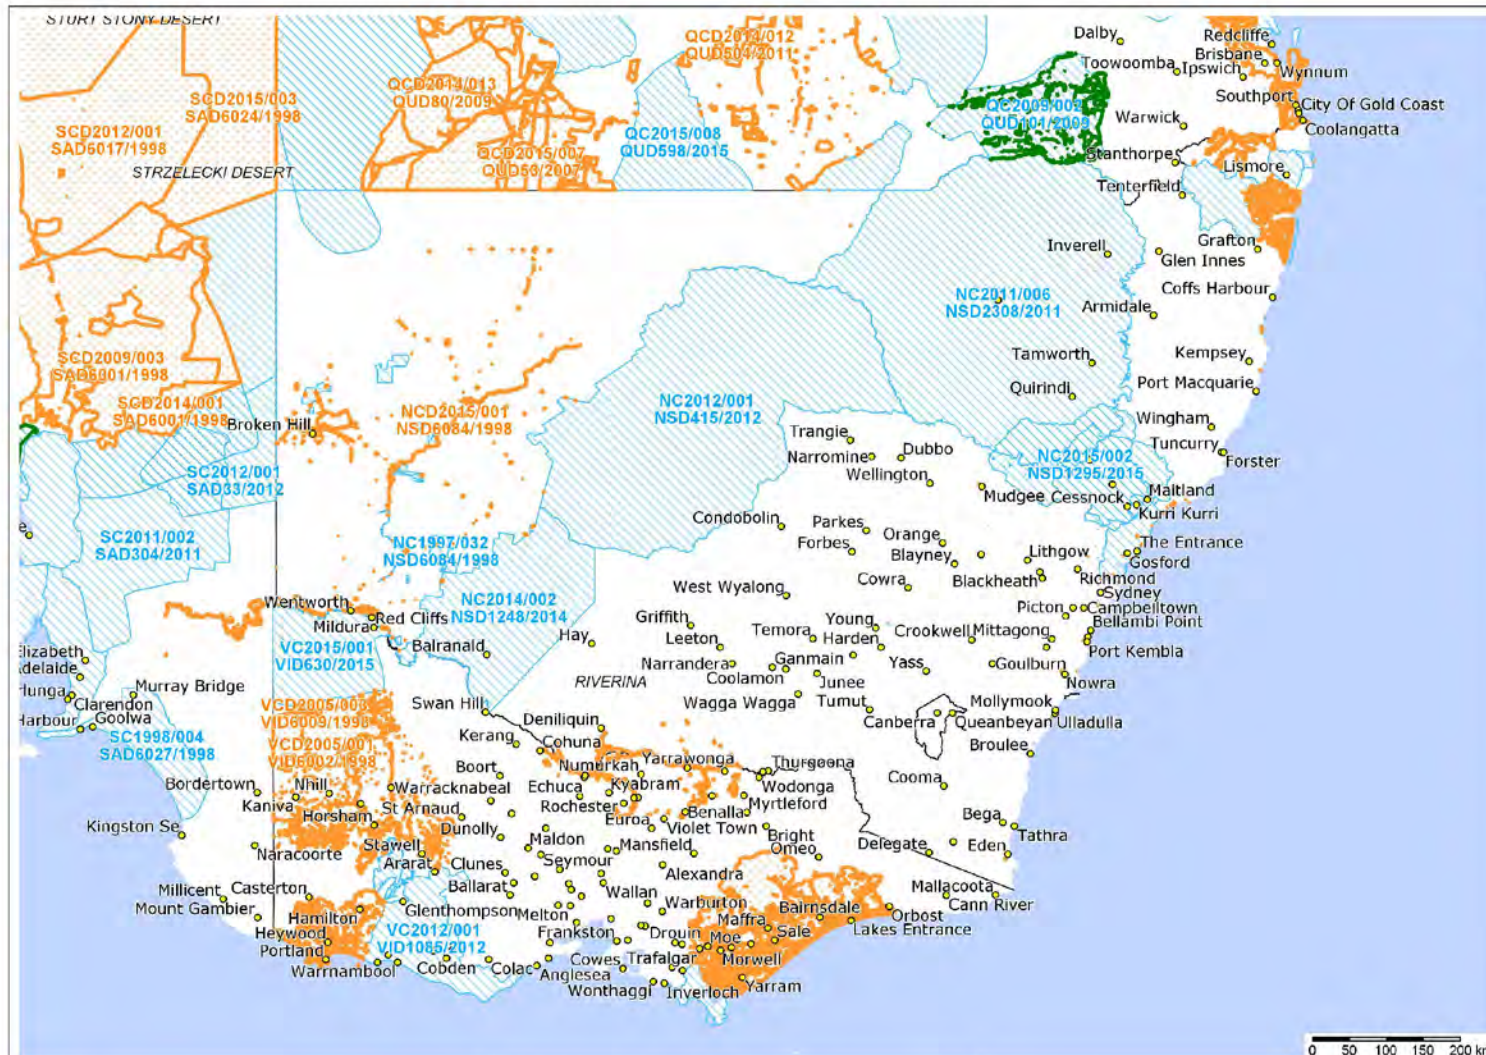 STURT STONY DESERT
Dalby
Redcliffe
Brisbane
Toowoomba
Ipswich
Wynnum
QCD2014/012
QUD504/2011
QCD2014/013
QUD80/2009
SCD2015/003
SAD6024/1998
Southport
City Of Gold Coast
QC2009/002
QUD101/2009
Warwick
Coolangatta
SCD2012/001
SAD6017/1998
QC2015/008
QUD598/2015
QCD2015/007
QUD53/2007
Stanthorpe
STRZELECKI DESERT
Lismore
Tenterfield
Inverell
Grafton
Glen Innes
NC2011/006
NSD2308/2011
Coffs Harbour
Armidale
SCD2009/003
SAD6001/1998
Tamworth
Kempsey
Quirindi
Port Macquarie
SCD2014/001
SAD6001/1998
NCD2015/001
NSD6084/1998
NC2012/001
NSD415/2012
Broken Hill
Wingham
Trangie
Dubbo
Tuncurry
Forster
Narromine
Wellington
NC2015/002
NSD1295/2015
SC2012/001
SAD33/2012
Mudgee
Cessnock
Maitland
Kurri Kurri
Condobolin
Parkes
Orange
SC2011/002
SAD304/2011
NC1997/032
NSD6084/1998
Forbes
Blayney
Lithgow
The Entrance
Gosford
Blackheath
Richmond
Cowra
West Wyalong
Sydney
Wentworth
Red Cliffs
NC2014/002
NSD1248/2014
Picton
Campbelltown
Mildura
Griffith
Young
Bellambi Point
Hay
Leeton
Temora
Harden
Crookwell
Mittagong
Port Kembla
Balranald
VC2015/001
VID630/2015
Elizabeth
Adelaide
Narrandera
Ganmain
Coolamon
Junee
Yass
Goulburn
Nowra
RIVERINA
Murray Bridge
Clarendon
Goolwa
Harbour
Wagga Wagga
Tumut
Mollymook
Ulladulla
VCD2005/003
VID6009/1998
Swan Hill
Deniliquin
Canberra
Queanbeyan
SC1998/004
SAD6027/1998
VCD2005/001
VID6002/1998
Kerang
Cohuna
Broulee
Boort
Numurkah
Yarrawonga
Thurgoona
Wodonga
Cooma
Bordertown
Nhill
Warracknabeal
Echuca
Kyabram
Kaniva
St Arnaud
Rochester
Myrtleford
Benalla
Horsham
Euroa
Violet Town
Bega
Tathra
Kingston Se
Dunolly
Maldon
Mansfield
Bright
Omeo
Delegate
Eden
Naracoorte
Stawell
Ararat
Clunes
Seymour
Alexandra
Millicent
Casterton
Ballarat
Wallan
Mallacoota
Cann River
Mount Gambier
Hamilton
Glenthompson
Melton
Warburton
Bairnsdale
Maffra
Orbost
Heywood
VC2012/001
VID1085/2012
Frankston
Drouin
Moe
Sale
Lakes Entrance
Portland
Warrnambool
Cobden
Colac
Anglesea
Cowes
Trafalgar
Morwell
Wonthaggi
Inverloch
Yarram
0 50 100 150 200 km